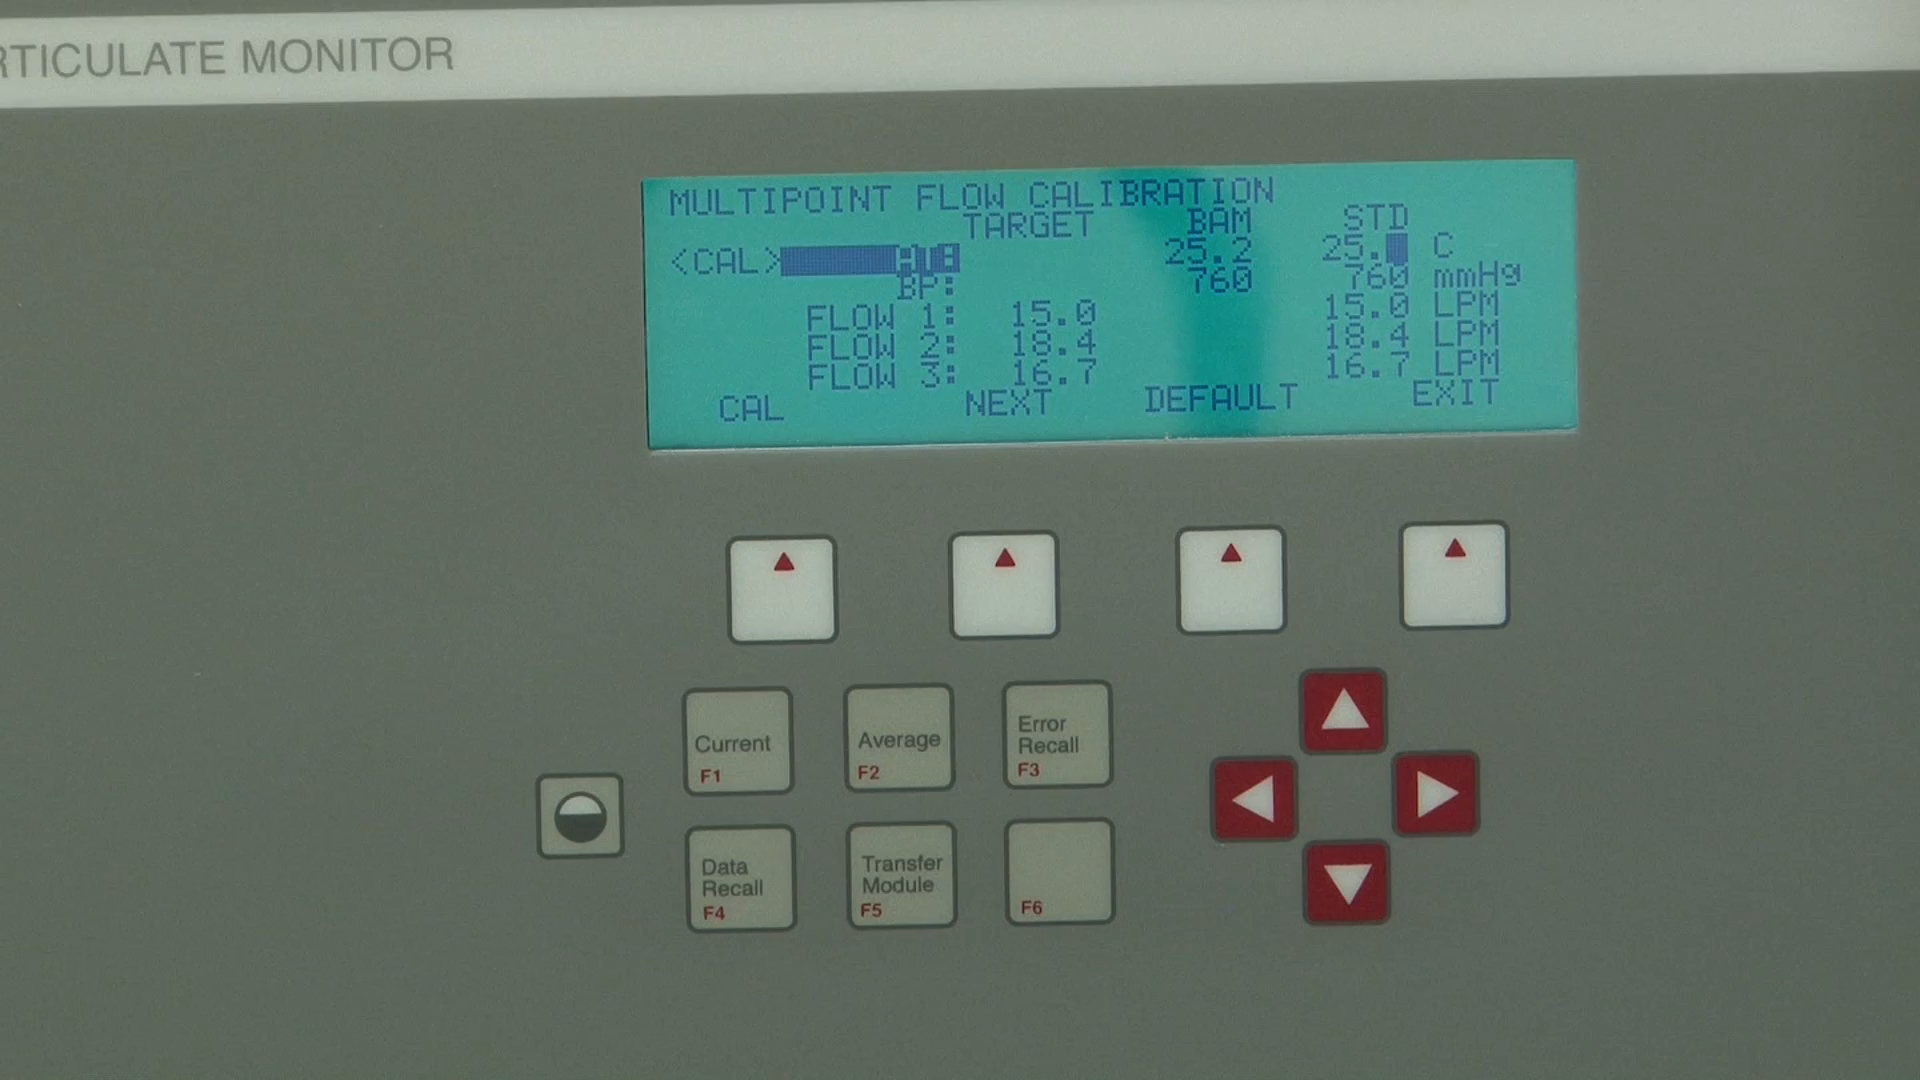 RTICULATE MONITOR
MULTIPOINT FLOW CALIBRATION
TARGET BAM STD
<CAL> 25.2 25. C
BP: 760 760 mmHg
FLOW 1: 15.0 15.0 LPM
FLOW 2: 18.4 18.4 LPM
FLOW 3: 16.7 16.7 LPM
CAL NEXT DEFAULT EXIT
Current
F1
Average
F2
Error
Recall
F3
Data
Recall
F4
Transfer
Module
F5
F6